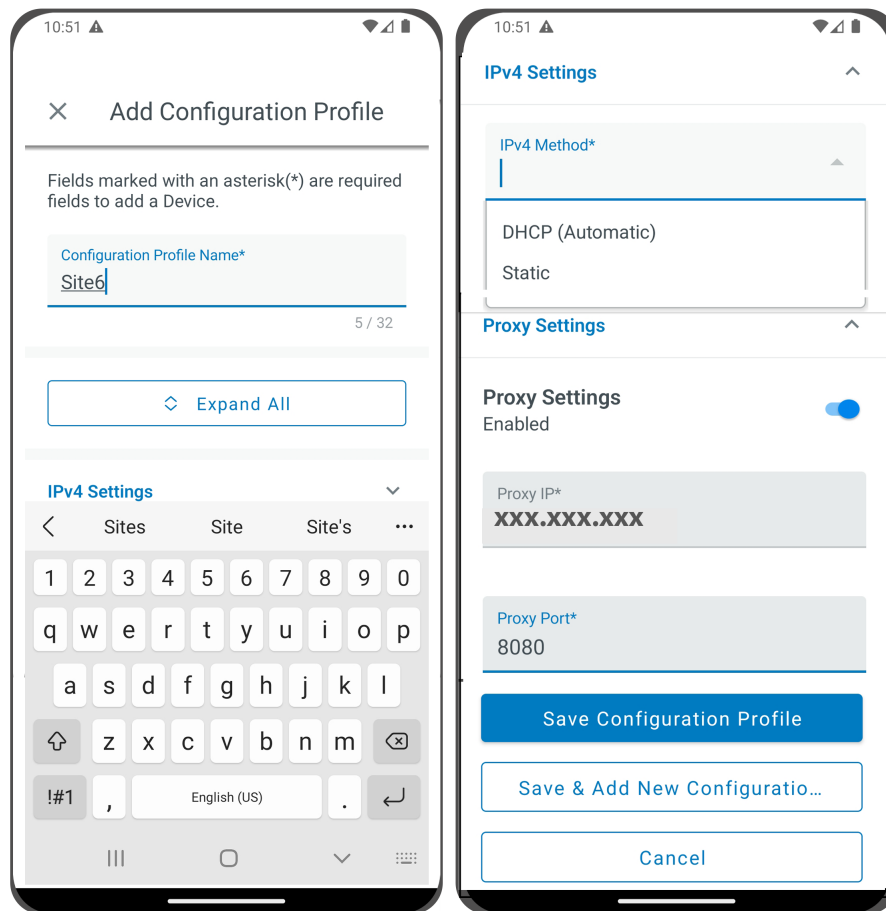 10:51
Add Configuration Profile
Fields marked with an asterisk(*) are required
fields to add a Device.
Configuration Profile Name*
Site6
5 / 32
Expand All
IPv4 Settings
Sites Site Site's ...
1 2 3 4 5 6 7 8 9 0
q w e r t y u i o p
a s d f g h j k l
z x c v b n m
!#1 , English (US) .
10:51
IPv4 Settings
IPv4 Method*
DHCP (Automatic)
Static
Proxy Settings
Proxy Settings
Enabled
Proxy IP*
xxx.xxx.xxx
Proxy Port*
8080
Save Configuration Profile
Save & Add New Configuratio...
Cancel